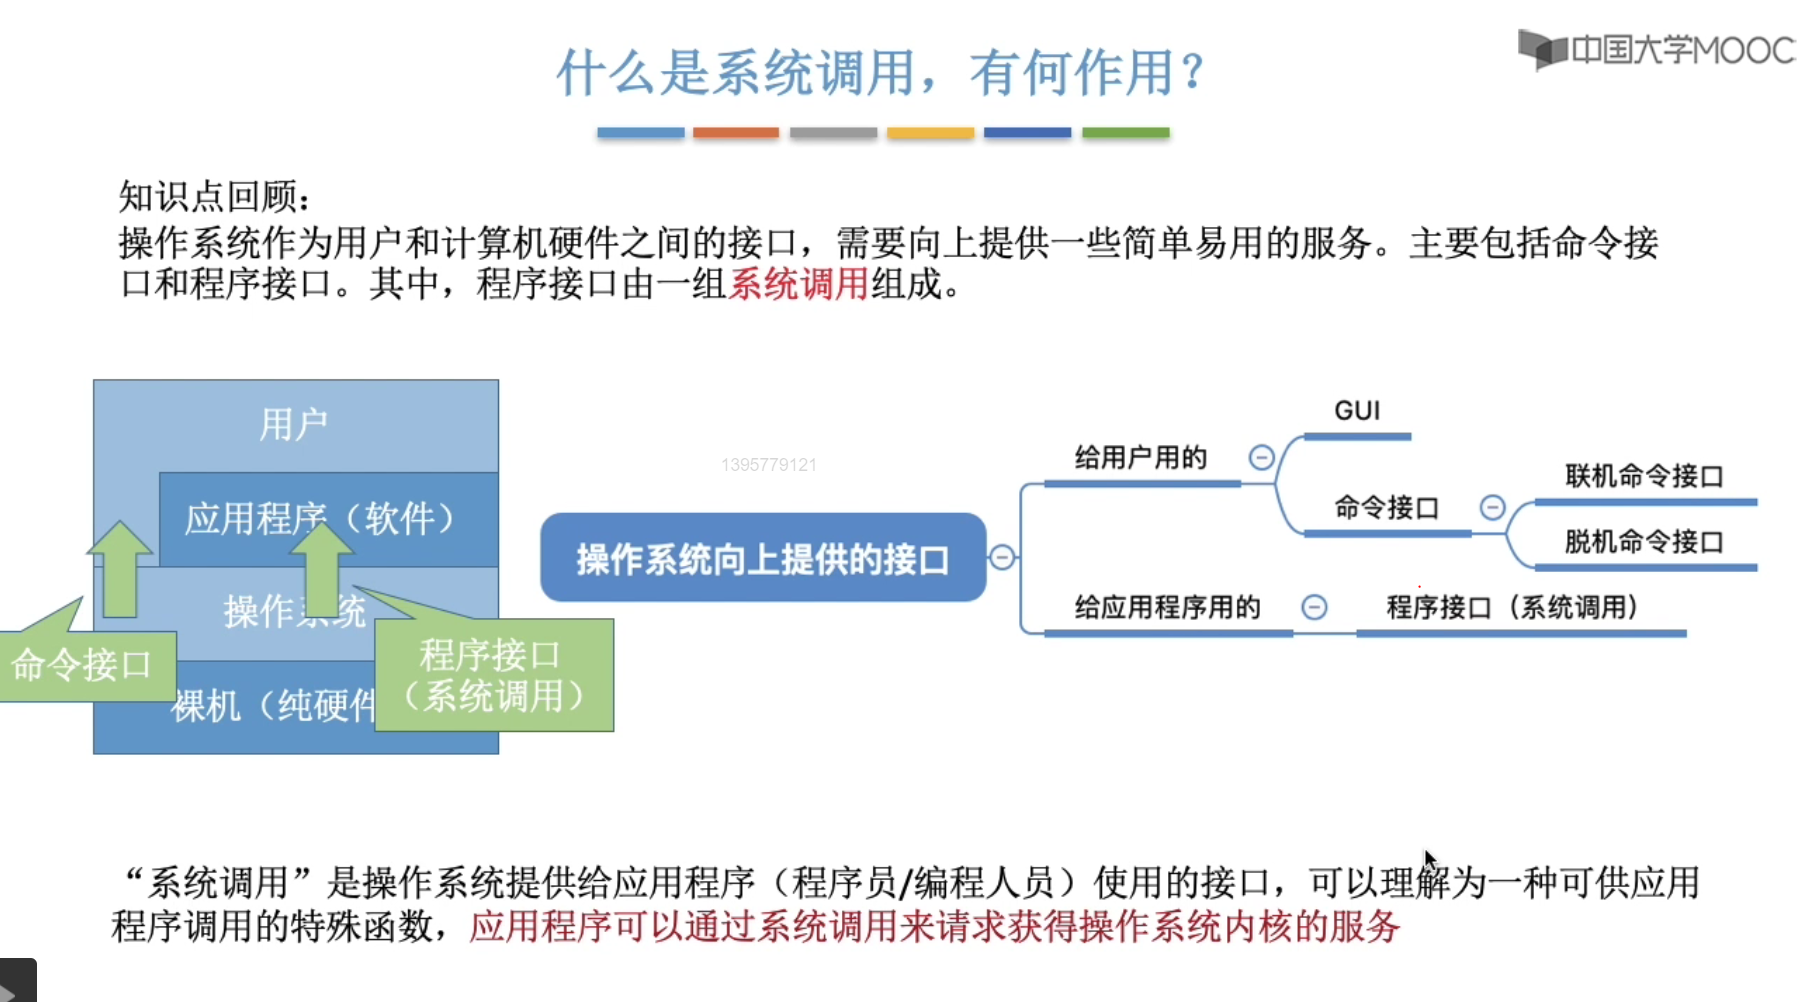 中国大学MOOC
什么是系统调用，有何作用？
知识点回顾：
操作系统作为用户和计算机硬件之间的接口，需要向上提供一些简单易用的服务。主要包括命令接
口和程序接口。其中，程序接口由一组系统调用组成。
用户
应用程序（软件）
操作系统
裸机（纯硬件
命令接口
程序接口
（系统调用）
1395779121
操作系统向上提供的接口
给用户用的
GUI
命令接口
联机命令接口
脱机命令接口
给应用程序用的
程序接口（系统调用）
“系统调用”是操作系统提供给应用程序（程序员/编程人员）使用的接口，可以理解为一种可供应用
程序调用的特殊函数，应用程序可以通过系统调用来请求获得操作系统内核的服务